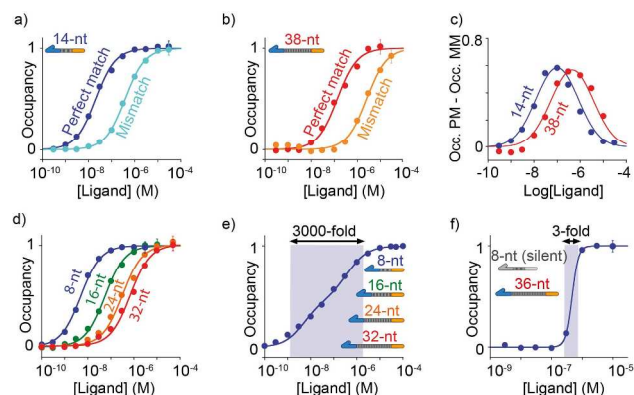 a)
14-nt
1
Perfect match
Mismatch
Occupancy
0
10⁻¹⁰ 10⁻⁸ 10⁻⁶ 10⁻⁴
[Ligand] (M)
b)
38-nt
1
Perfect match
Mismatch
Occupancy
0
10⁻¹⁰ 10⁻⁸ 10⁻⁶ 10⁻⁴
[Ligand] (M)
c)
0.8
14-nt
38-nt
Occ. PM - Occ. MM
0
-10 -8 -6 -4
Log[Ligand]
d)
1
8-nt
16-nt
24-nt
32-nt
Occupancy
0
10⁻¹⁰ 10⁻⁸ 10⁻⁶ 10⁻⁴
[Ligand] (M)
e)
3000-fold
1
8-nt
16-nt
24-nt
32-nt
Occupancy
0
10⁻¹⁰ 10⁻⁸ 10⁻⁶ 10⁻⁴
[Ligand] (M)
f)
3-fold
1
8-nt (silent)
36-nt
Occupancy
0
10⁻⁹ 10⁻⁷ 10⁻⁵
[Ligand] (M)